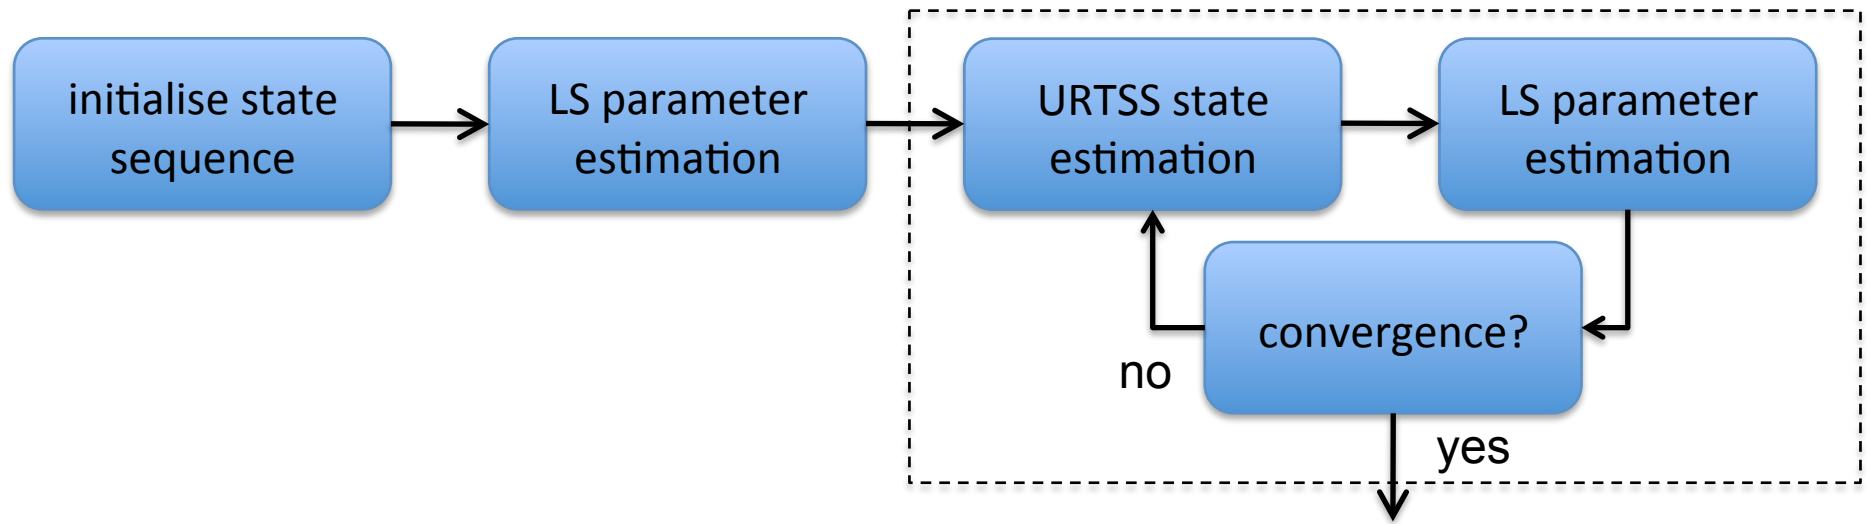 initialise state
sequence
LS parameter
estimation
URTSS state
estimation
LS parameter
estimation
convergence?
no
yes